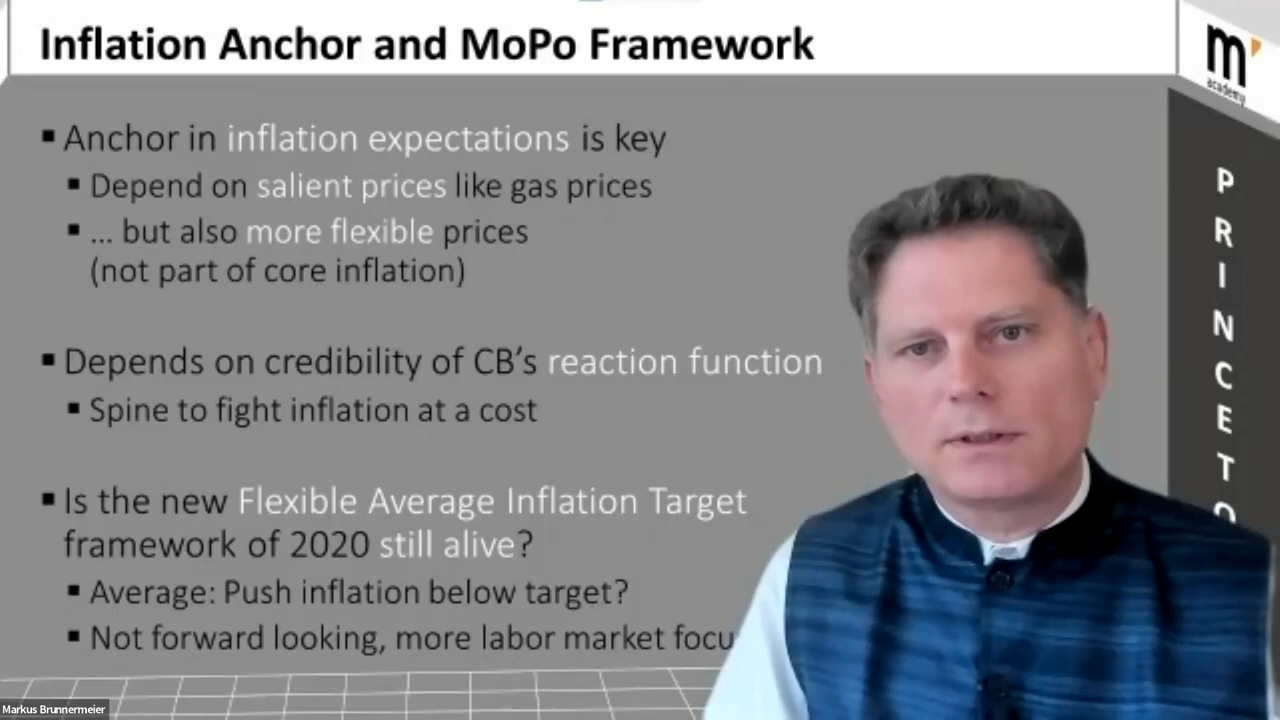 Inflation Anchor and MoPo Framework
m
academy
▪ Anchor in inflation expectations is key
▪ Depend on salient prices like gas prices
▪ ... but also more flexible prices
(not part of core inflation)
▪ Depends on credibility of CB’s reaction function
▪ Spine to fight inflation at a cost
▪ Is the new Flexible Average Inflation Target
framework of 2020 still alive?
▪ Average: Push inflation below target?
▪ Not forward looking, more labor market focu
P
R
I
N
C
E
T
O
Markus Brunnermeier